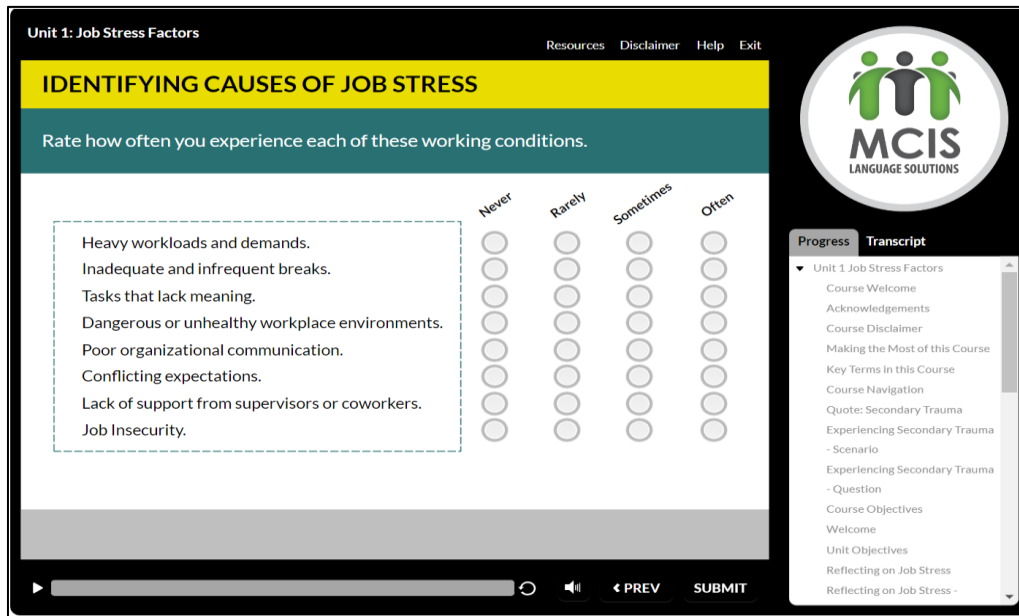 Unit 1: Job Stress Factors
Resources Disclaimer Help Exit
IDENTIFYING CAUSES OF JOB STRESS
Rate how often you experience each of these working conditions.
Never Rarely Sometimes Often
Heavy workloads and demands.
Inadequate and infrequent breaks.
Tasks that lack meaning.
Dangerous or unhealthy workplace environments.
Poor organizational communication.
Conflicting expectations.
Lack of support from supervisors or coworkers.
Job Insecurity.
PREV SUBMIT
MCIS
LANGUAGE SOLUTIONS
Progress Transcript
Unit 1 Job Stress Factors
Course Welcome
Acknowledgements
Course Disclaimer
Making the Most of this Course
Key Terms in this Course
Course Navigation
Quote: Secondary Trauma
Experiencing Secondary Trauma
- Scenario
Experiencing Secondary Trauma
- Question
Course Objectives
Welcome
Unit Objectives
Reflecting on Job Stress
Reflecting on Job Stress -